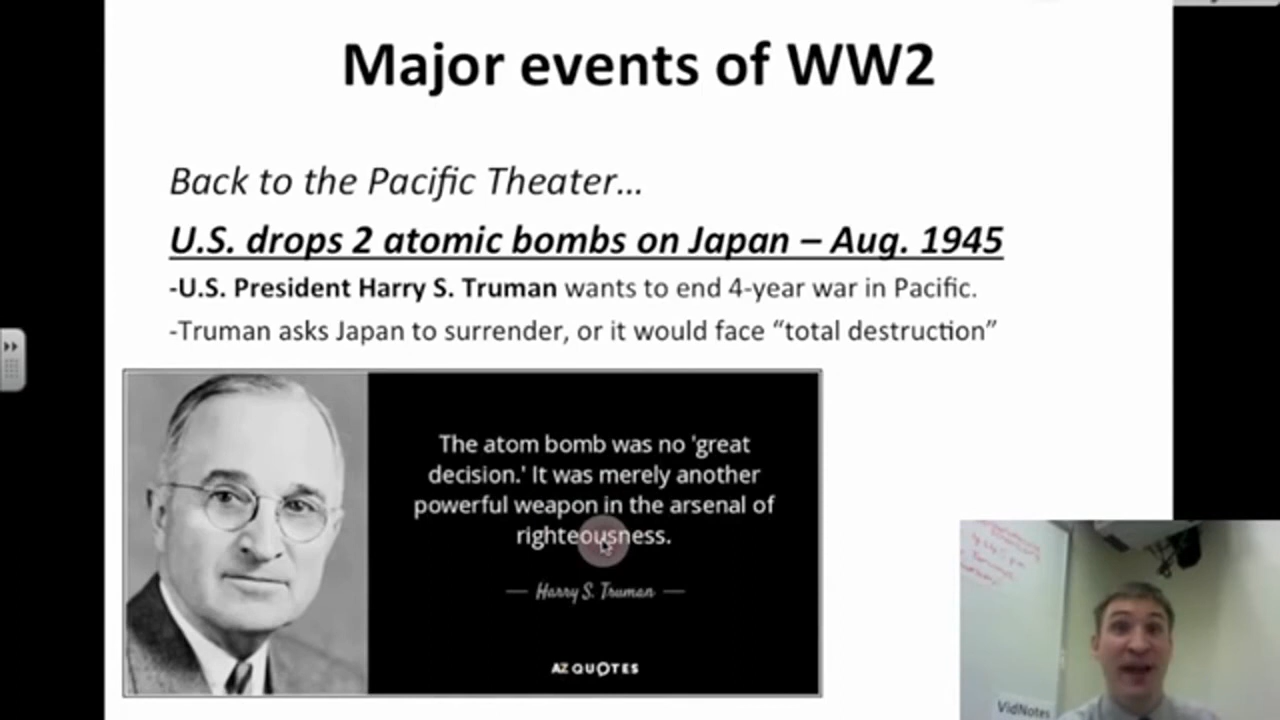 Major events of WW2
Back to the Pacific Theater...
U.S. drops 2 atomic bombs on Japan – Aug. 1945
-U.S. President Harry S. Truman wants to end 4-year war in Pacific.
-Truman asks Japan to surrender, or it would face “total destruction”
The atom bomb was no 'great
decision.' It was merely another
powerful weapon in the arsenal of
righteousness.
— Harry S. Truman —
AZ QUOTES
VidNotes